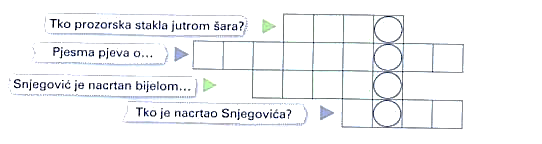 Tko prozorska stakla jutrom šara?
Pjesma pjeva o...
Snjegović je nacrtan bijelom...
Tko je nacrtao Snjegovića?